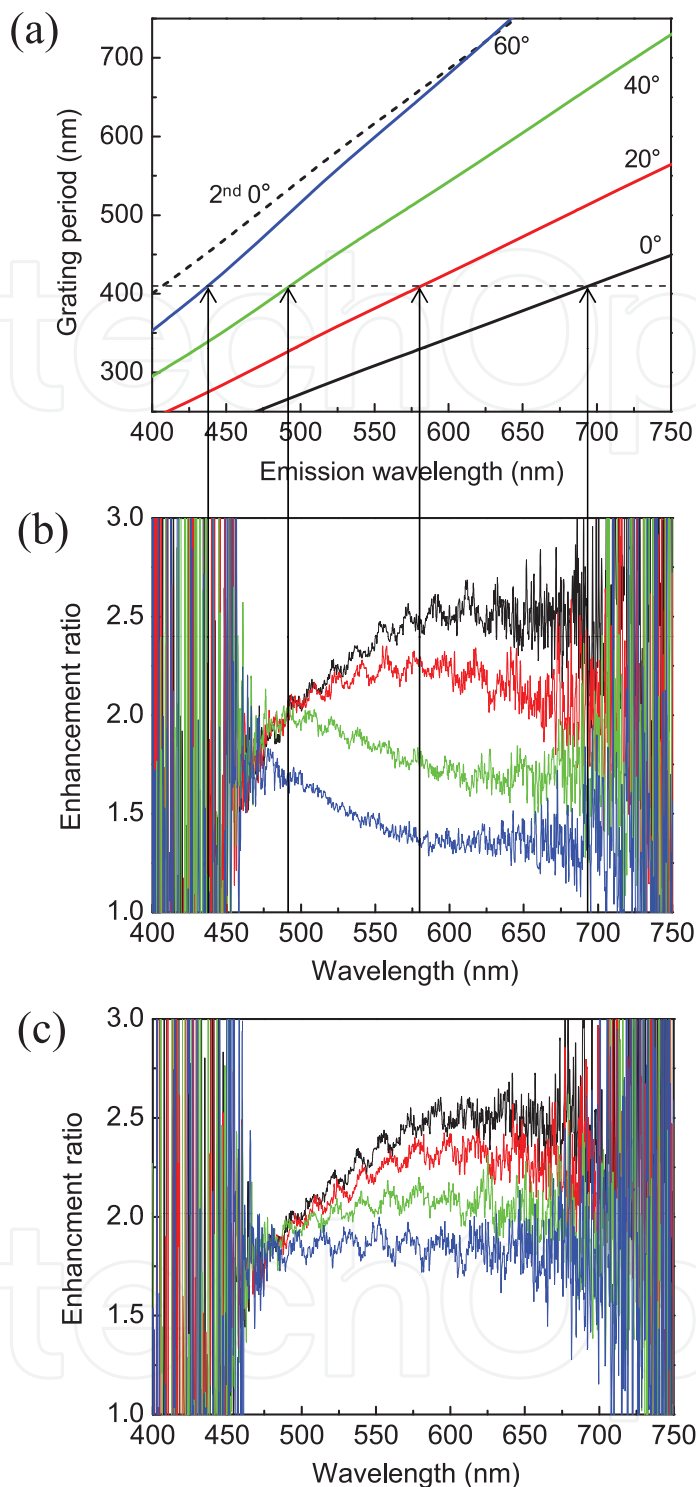 (a)
700
600
500
400
300
Grating period (nm)
2nd 0°
60°
40°
20°
0°
400 450 500 550 600 650 700 750
Emission wavelength (nm)
(b)
3.0
2.5
2.0
1.5
1.0
Enhancement ratio
400 450 500 550 600 650 700 750
Wavelength (nm)
(c)
3.0
2.5
2.0
1.5
1.0
Enhancment ratio
400 450 500 550 600 650 700 750
Wavelength (nm)
techOp
techOp